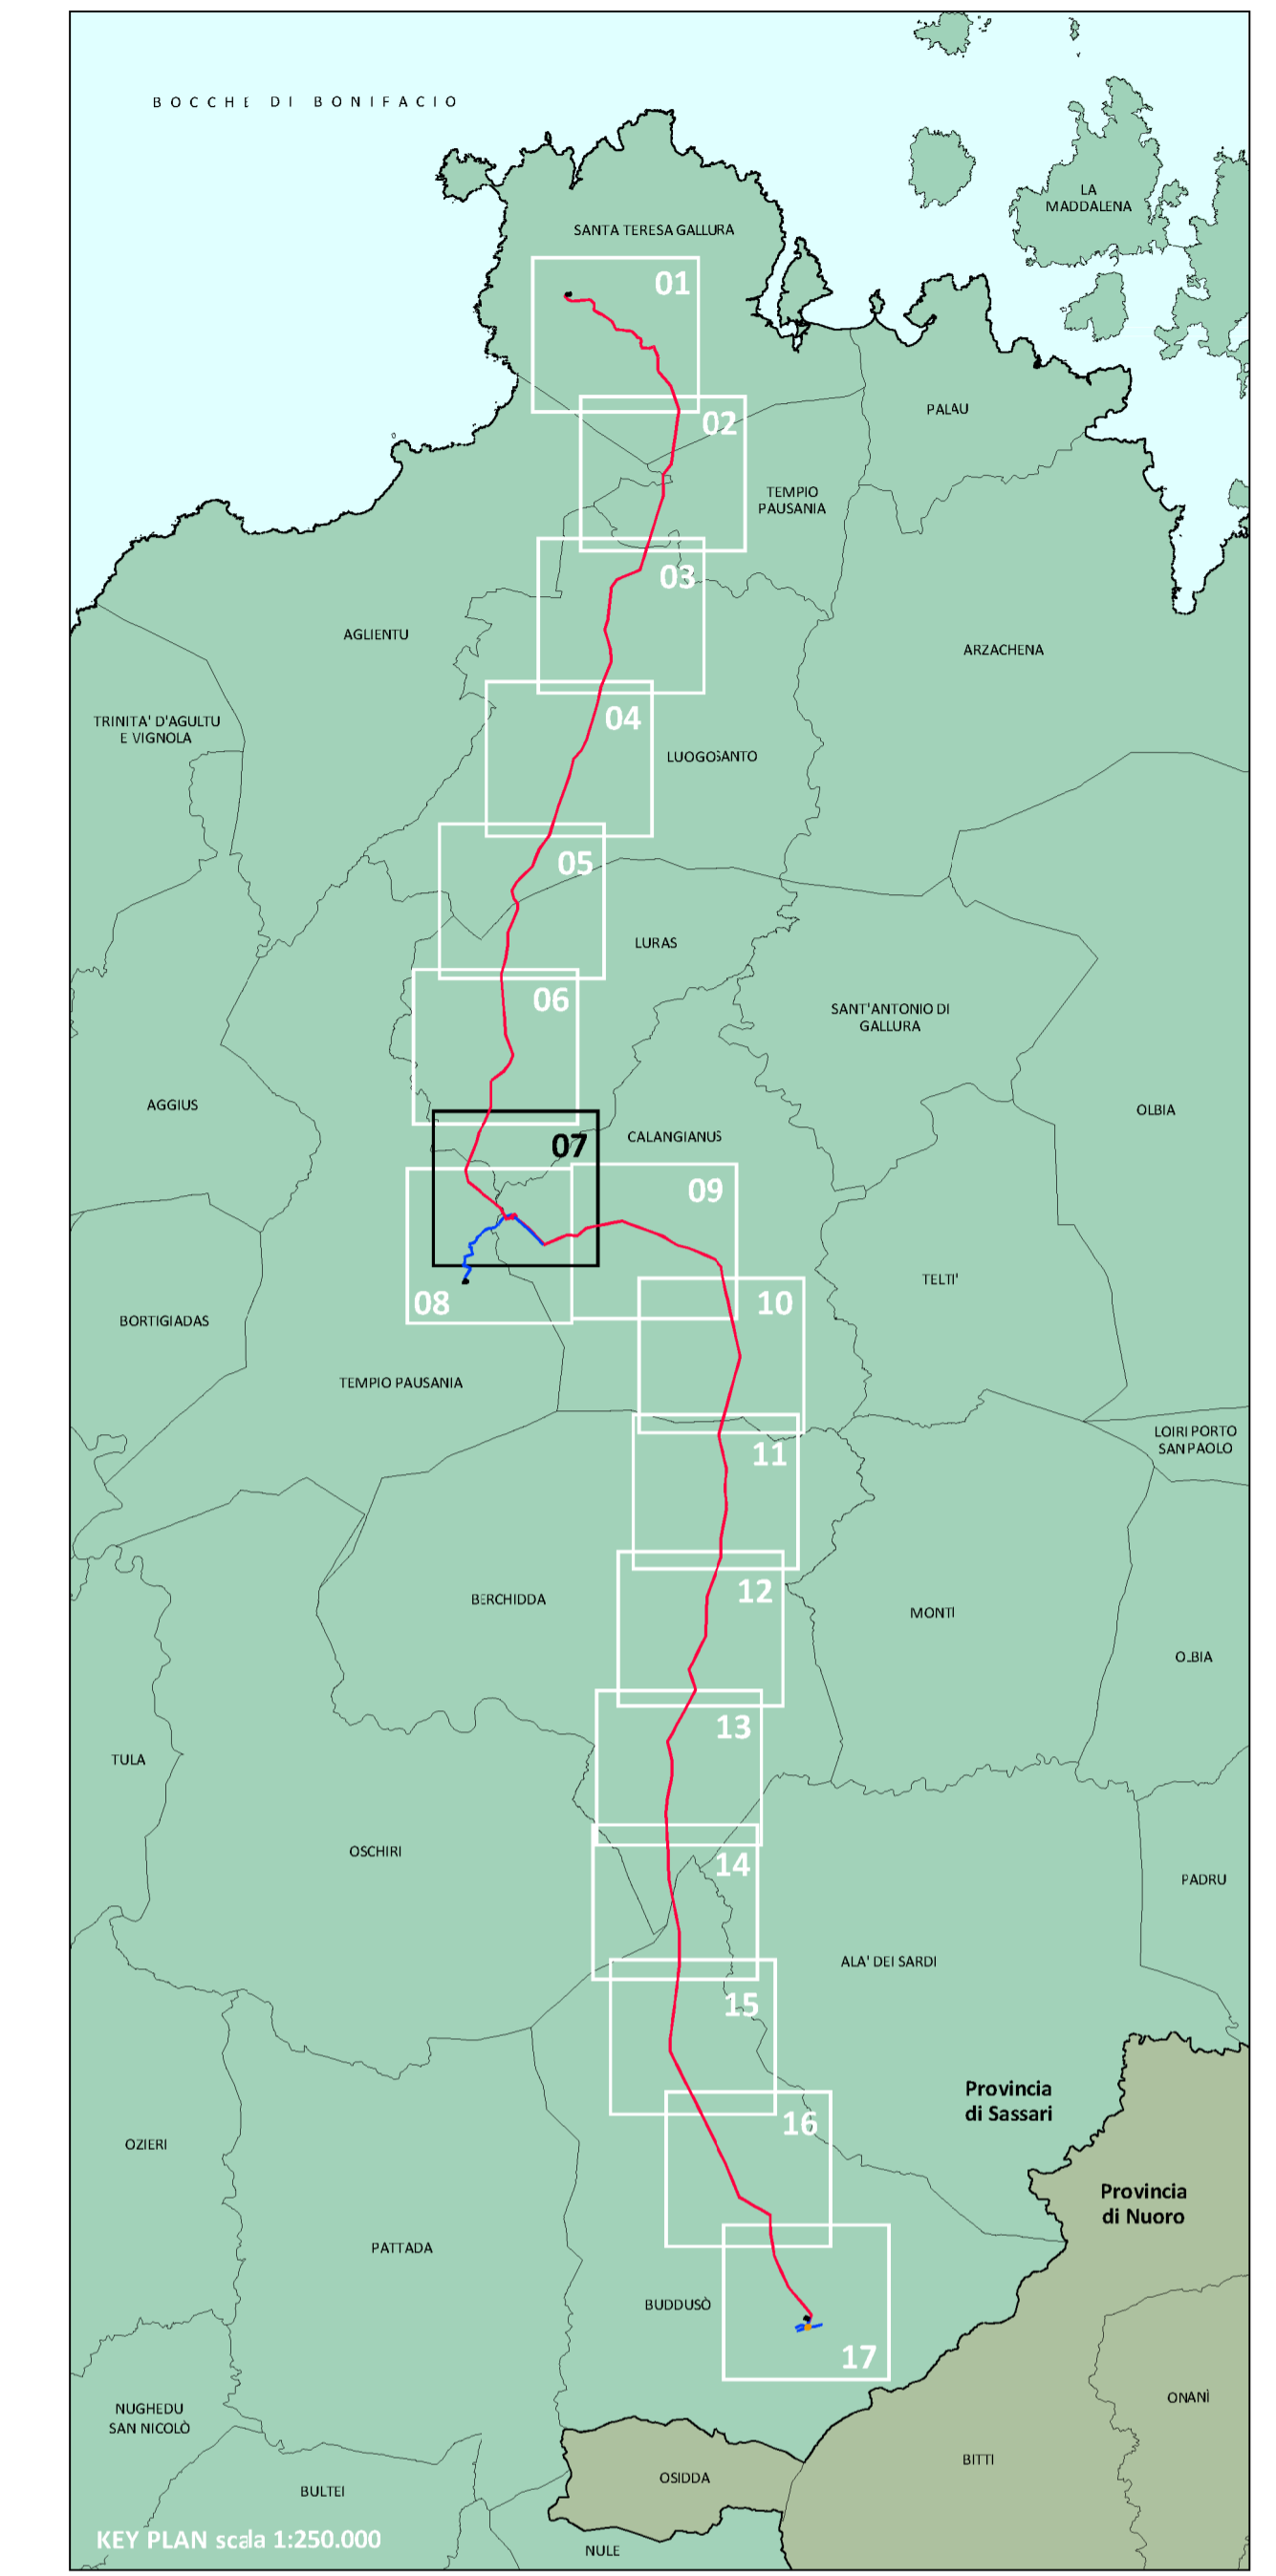 BOCCHE DI BONIFACIO
LA
MADDALENA
SANTA TERESA GALLURA
01
PALAU
02
TEMPIO
PAUSANIA
03
AGLIENTU
ARZACHENA
TRINITA' D'AGULTU
E VIGNOLA
04
LUOGOSANTO
05
LURAS
06
SANT'ANTONIO DI
GALLURA
AGGIUS
OLBIA
CALANGIANUS
07
09
TELTI'
08
10
BORTIGIADAS
TEMPIO PAUSANIA
LOIRI PORTO
SAN PAOLO
11
12
BERCHIDDA
MONTI
OLBIA
13
TULA
OSCHIRI
14
PADRU
ALA' DEI SARDI
15
Provincia
di Sassari
16
OZIERI
Provincia
di Nuoro
PATTADA
BUDDUSÒ
17
ONANÌ
NUGHEDU
SAN NICOLÒ
BITTI
OSIDDA
BULTEI
KEY PLAN scala 1:250.000
NULE